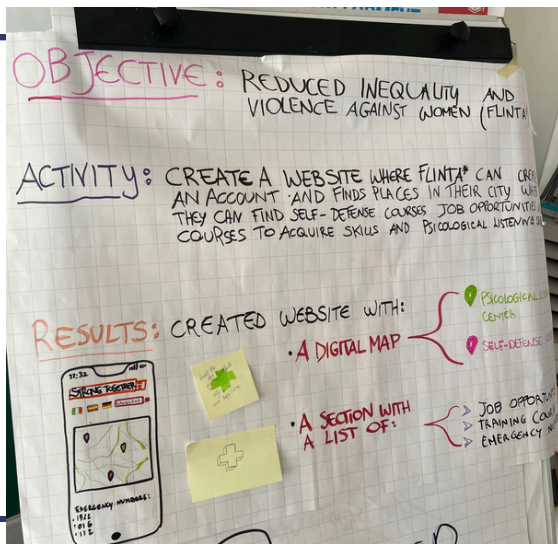 OBJECTIVE: REDUCED INEQUALITY AND
VIOLENCE AGAINST WOMEN (FLINTA
ACTIVITY: CREATE A WEBSITE WHERE FLINTA* CAN
AN ACCOUNT AND FINDS PLACES IN THEIR CITY
THEY CAN FIND SELF-DEFENSE COURSES JOB OPPORTUNITIES
COURSES TO ACQUIRE SKILLS AND PSICOLOGICAL LISTENING
RESULTS: CREATED WEBSITE WITH:
• A DIGITAL MAP
PSICOLOGICAL
CENTER
SELF-DEFENSE
• A SECTION WITH
A LIST OF:
JOB
TRAINING
EMERGENCY
STRONG TOGETHER
EMERGENCY NUMBERS: